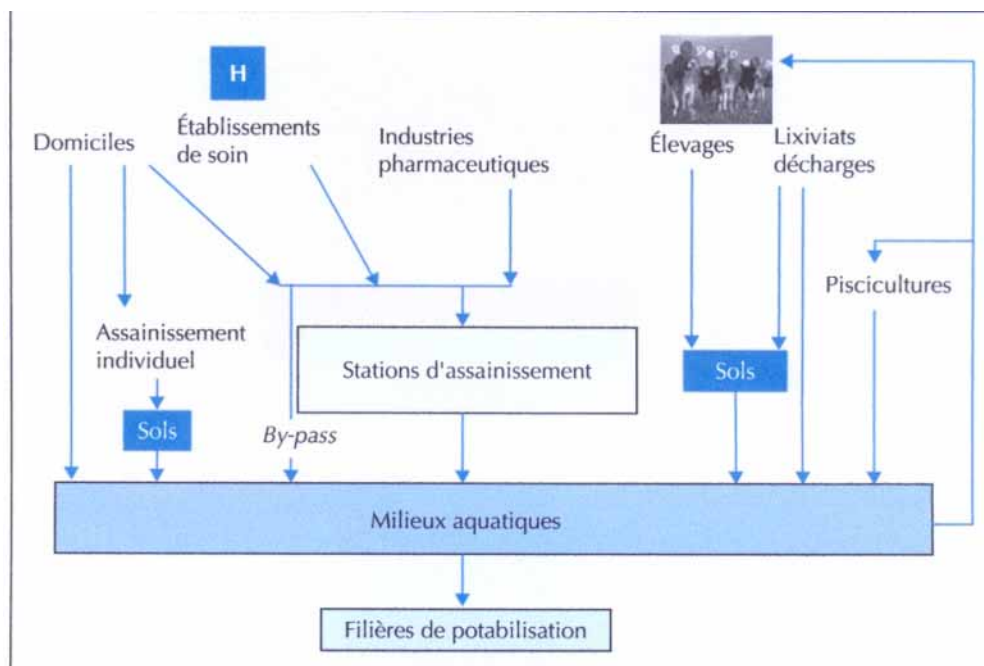 H
Domiciles
Établissements
de soin
Industries
pharmaceutiques
Élevages
Lixiviats
décharges
Piscicultures
Assainissement
individuel
Stations d'assainissement
Sols
Sols
By-pass
Milieux aquatiques
Filières de potabilisation